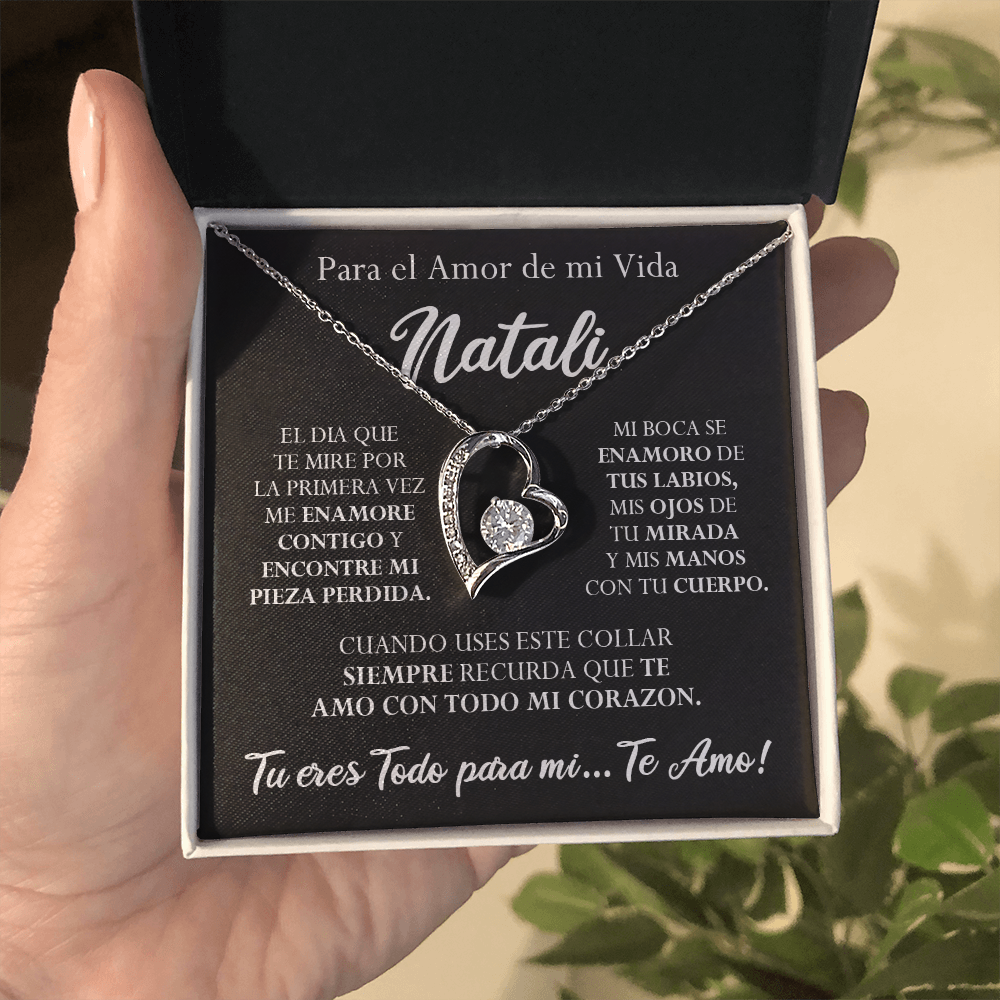 Para el Amor de mi Vida
Natali
EL DIA QUE
TE MIRE POR
LA PRIMERA VEZ
ME ENAMORE
CONTIGO Y
ENCONTRE MI
PIEZA PERDIDA.
MI BOCA SE
ENAMORO DE
TUS LABIOS,
MIS OJOS DE
TU MIRADA
Y MIS MANOS
CON TU CUERPO.
CUANDO USES ESTE COLLAR
SIEMPRE RECURDA QUE TE
AMO CON TODO MI CORAZON.
Tu eres Todo para mi... Te Amo!